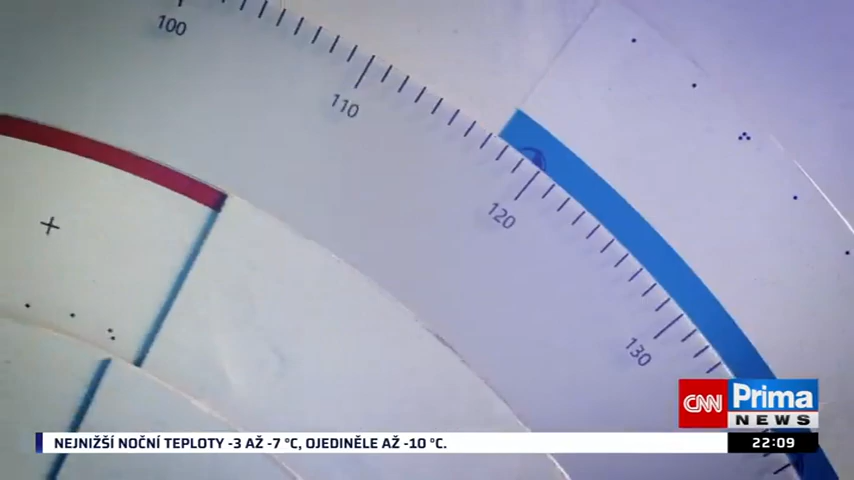 100
110
120
130
CNN Prima
NEWS
22:09
NEJNIŽŠÍ NOČNÍ TEPLOTY -3 AŽ -7 °C, OJEDINĚLE AŽ -10 °C.